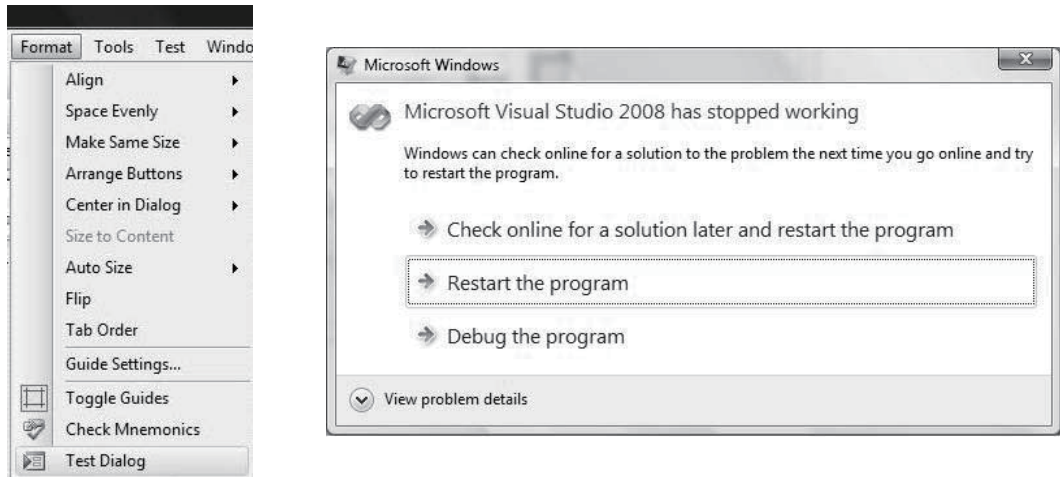 Format Tools Test Windo
Align
Space Evenly
Make Same Size
Arrange Buttons
Center in Dialog
Size to Content
Auto Size
Flip
Tab Order
Guide Settings...
Toggle Guides
Check Mnemonics
Test Dialog
Microsoft Windows
Microsoft Visual Studio 2008 has stopped working
Windows can check online for a solution to the problem the next time you go online and try
to restart the program.
Check online for a solution later and restart the program
Restart the program
Debug the program
View problem details